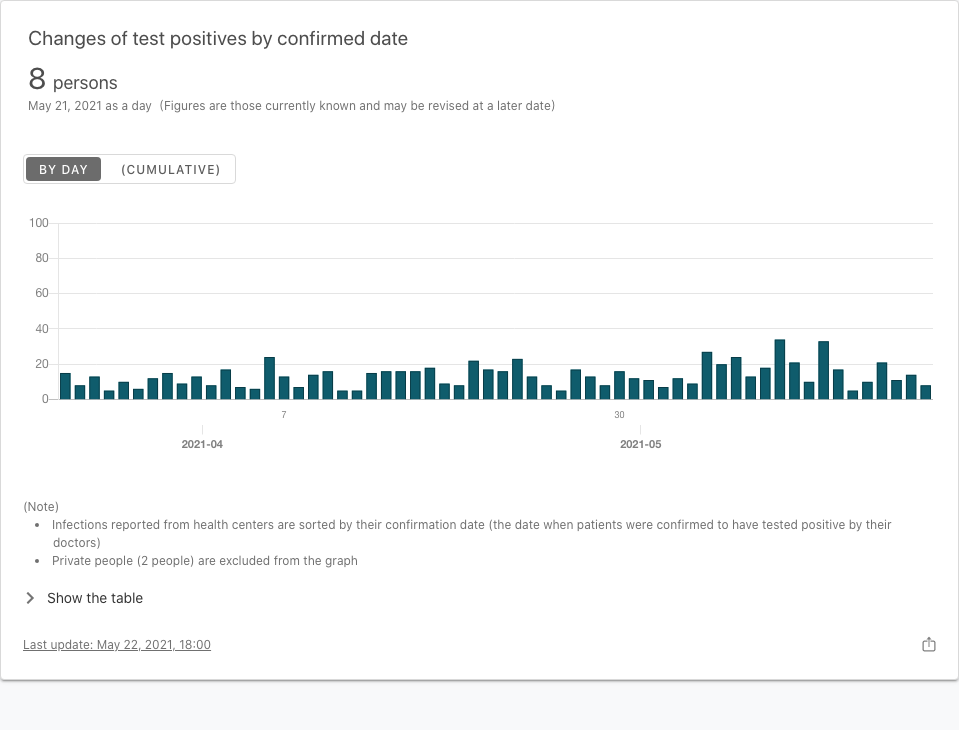 Changes of test positives by confirmed date
8 persons
May 21, 2021 as a day (Figures are those currently known and may be revised at a later date)
BY DAY (CUMULATIVE)
100
80
60
40
20
0
7 30
2021-04 2021-05
(Note)
• Infections reported from health centers are sorted by their confirmation date (the date when patients were confirmed to have tested positive by their
doctors)
• Private people (2 people) are excluded from the graph
Show the table
Last update: May 22, 2021, 18:00